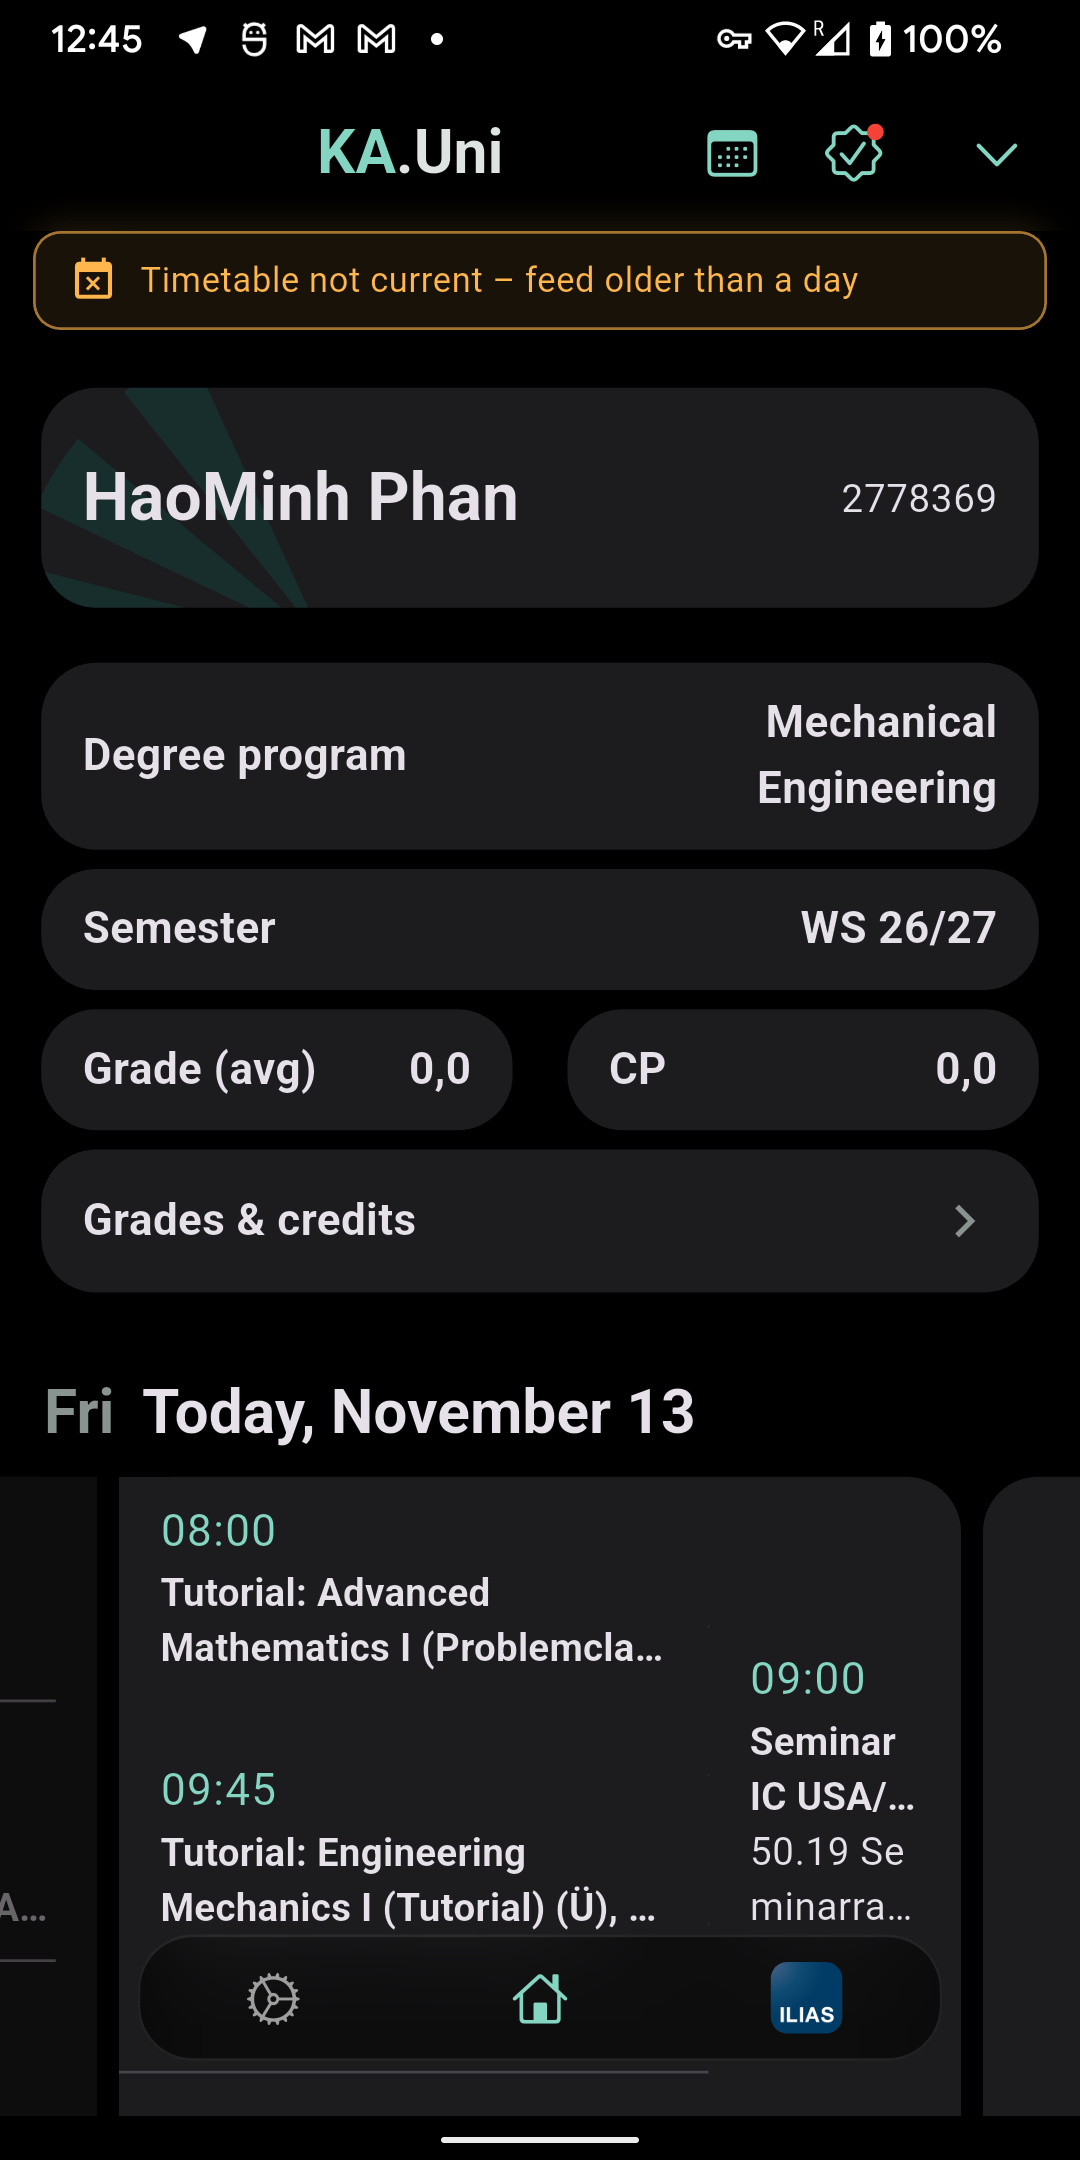 12:45
R
100%
KA.Uni
Timetable not current – feed older than a day
HaoMinh Phan
2778369
Degree program
Mechanical
Engineering
Semester
WS 26/27
Grade (avg)
0,0
CP
0,0
Grades & credits
Fri
Today, November 13
08:00
Tutorial: Advanced
Mathematics I (Problemcla…
09:00
Seminar
IC USA/…
50.19 Se
minarra…
09:45
Tutorial: Engineering
Mechanics I (Tutorial) (Ü), …
A…
ILIAS